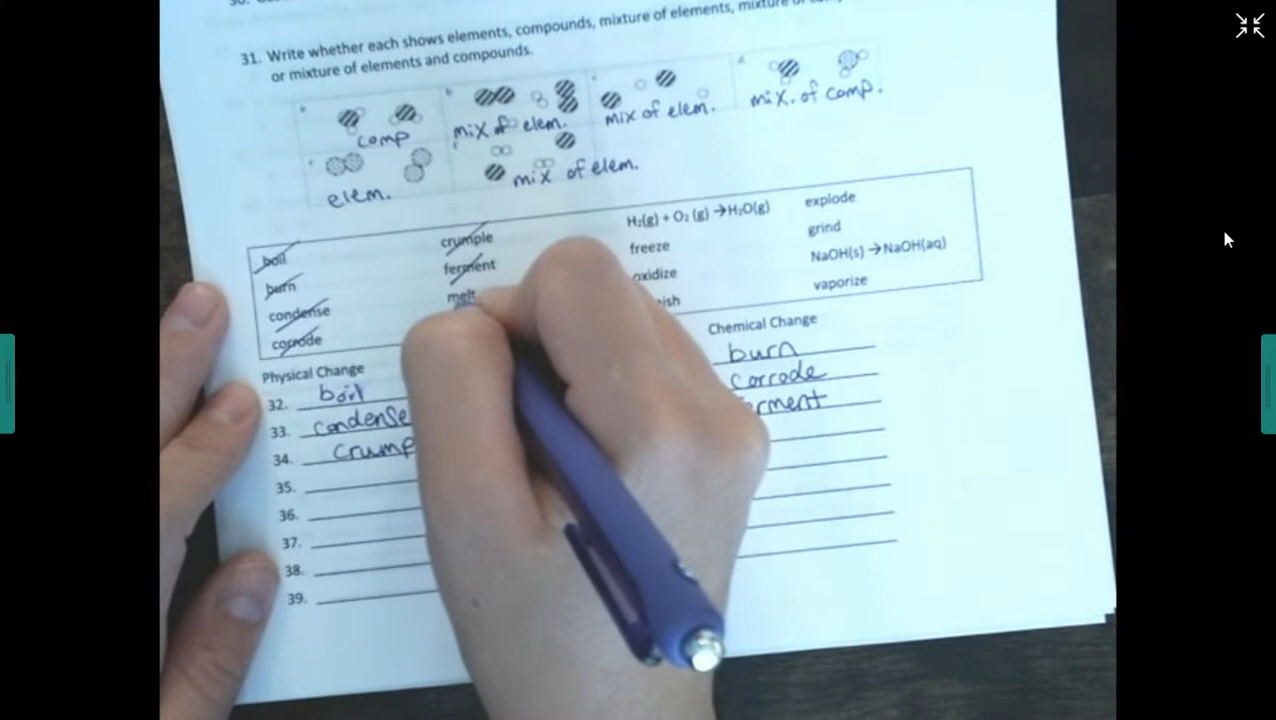 31. Write whether each shows elements, compounds, mixture of elements, mixture of
or mixture of elements and compounds.
a b c d
comp mix of elem. mix of elem. mix. of comp.
elem. mix of elem.
boil crumple H₂(g) + O₂ (g) →H₂O(g) explode
burn ferment freeze grind
condense melt oxidize NaOH(s) →NaOH(aq)
corrode vaporize
Physical Change Chemical Change
32. boil burn
33. condense corrode
34.
35.
36.
37.
38.
39.